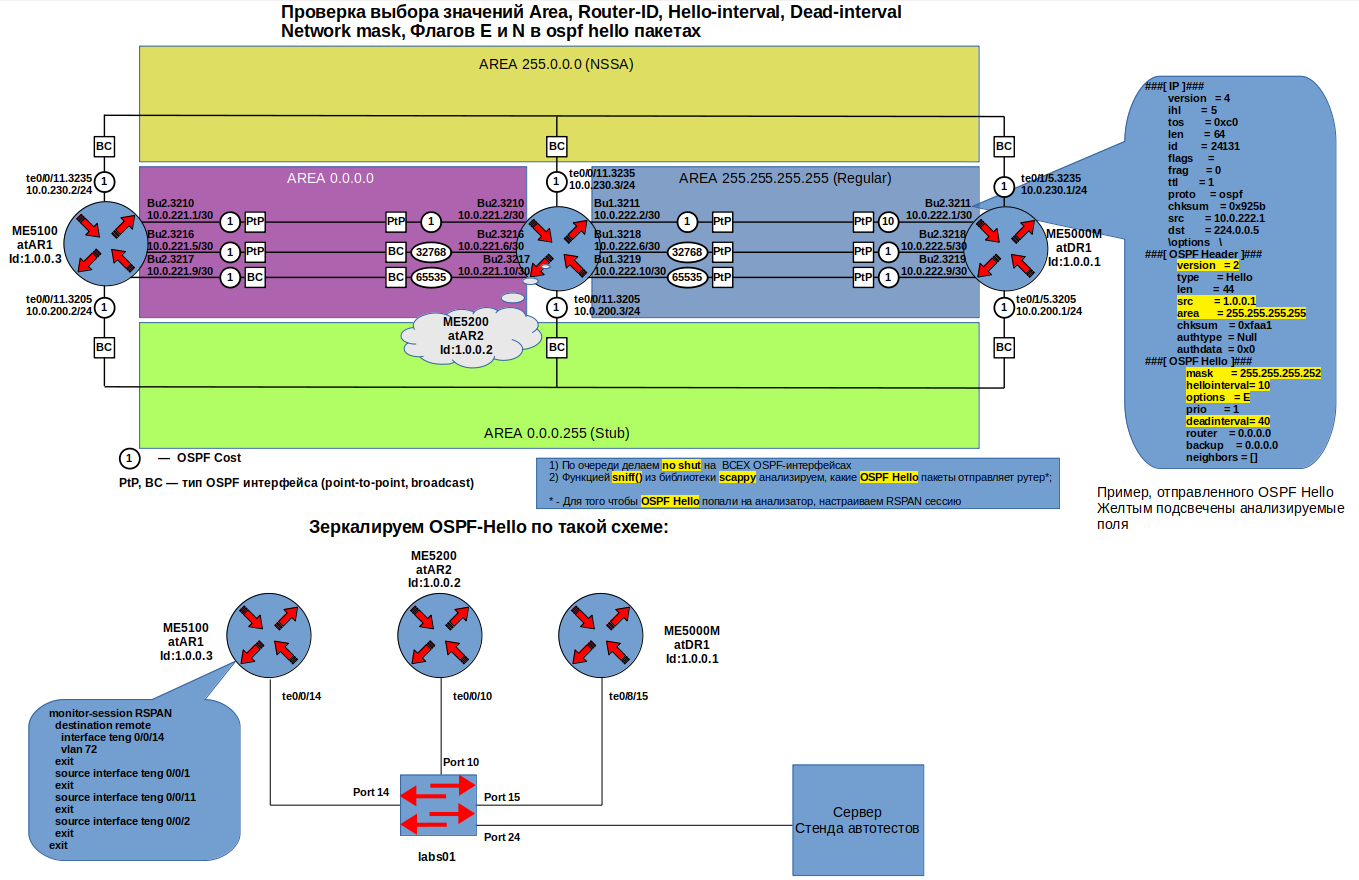 Проверка выбора значений Area, Router-ID, Hello-interval, Dead-interval
Network mask, Флагов E и N в ospf hello пакетах
AREA 255.0.0.0 (NSSA)
BC
BC
BC
te0/0/11.3235
10.0.230.2/24
1
1
te0/0/11.3235
10.0.230.3/24
1
te0/1/5.3235
10.0.230.1/24
AREA 0.0.0.0
AREA 255.255.255.255 (Regular)
ME5100
atAR1
Id:1.0.0.3
Bu2.3210
10.0.221.1/30
1
PtP
PtP
1
Bu2.3210
10.0.221.2/30
Bu2.3216
10.0.221.5/30
1
PtP
BC
32768
Bu2.3216
10.0.221.6/30
Bu2.3217
10.0.221.9/30
1
BC
BC
65535
Bu2.3217
10.0.221.10/30
Bu1.3211
10.0.222.2/30
1
PtP
PtP
10
Bu2.3211
10.0.222.1/30
Bu1.3218
10.0.222.6/30
32768
PtP
PtP
1
Bu2.3218
10.0.222.5/30
Bu1.3219
10.0.222.10/30
65535
PtP
PtP
1
Bu2.3219
10.0.222.9/30
ME5000M
atDR1
Id:1.0.0.1
te0/0/11.3205
10.0.200.2/24
1
1
te0/0/11.3205
10.0.200.3/24
1
te0/1/5.3205
10.0.200.1/24
ME5200
atAR2
Id:1.0.0.2
BC
BC
BC
AREA 0.0.0.255 (Stub)
###[ IP ]###
version = 4
ihl = 5
tos = 0xc0
len = 64
id = 24131
flags =
frag = 0
ttl = 1
proto = ospf
chksum = 0x925b
src = 10.0.222.1
dst = 224.0.0.5
\options \
###[ OSPF Header ]###
version = 2
type = Hello
len = 44
src = 1.0.0.1
area = 255.255.255.255
chksum = 0xfaa1
authtype = Null
authdata = 0x0
###[ OSPF Hello ]###
mask = 255.255.255.252
hellointerval= 10
options = E
prio = 1
deadinterval= 40
router = 0.0.0.0
backup = 0.0.0.0
neighbors = []
Пример, отправленного OSPF Hello
Желтым подсвечены анализируемые
поля
1 — OSPF Cost
PtP, BC — тип OSPF интерфейса (point-to-point, broadcast)
1) По очереди делаем no shut на ВСЕХ OSPF-интерфейсах
2) Функцией sniff() из библиотеки scappy анализируем, какие OSPF Hello пакеты отправляет рутер*;
* - Для того чтобы OSPF Hello попали на анализатор, настраиваем RSPAN сессию
Зеркалируем OSPF-Hello по такой схеме:
ME5100
atAR1
Id:1.0.0.3
ME5200
atAR2
Id:1.0.0.2
ME5000M
atDR1
Id:1.0.0.1
te0/0/14
te0/0/10
te0/8/15
monitor-session RSPAN
destination remote
interface teng 0/0/14
vlan 72
exit
source interface teng 0/0/1
exit
source interface teng 0/0/11
exit
source interface teng 0/0/2
exit
exit
Port 10
Port 14
Port 15
Port 24
labs01
Сервер
Стенда автотестов